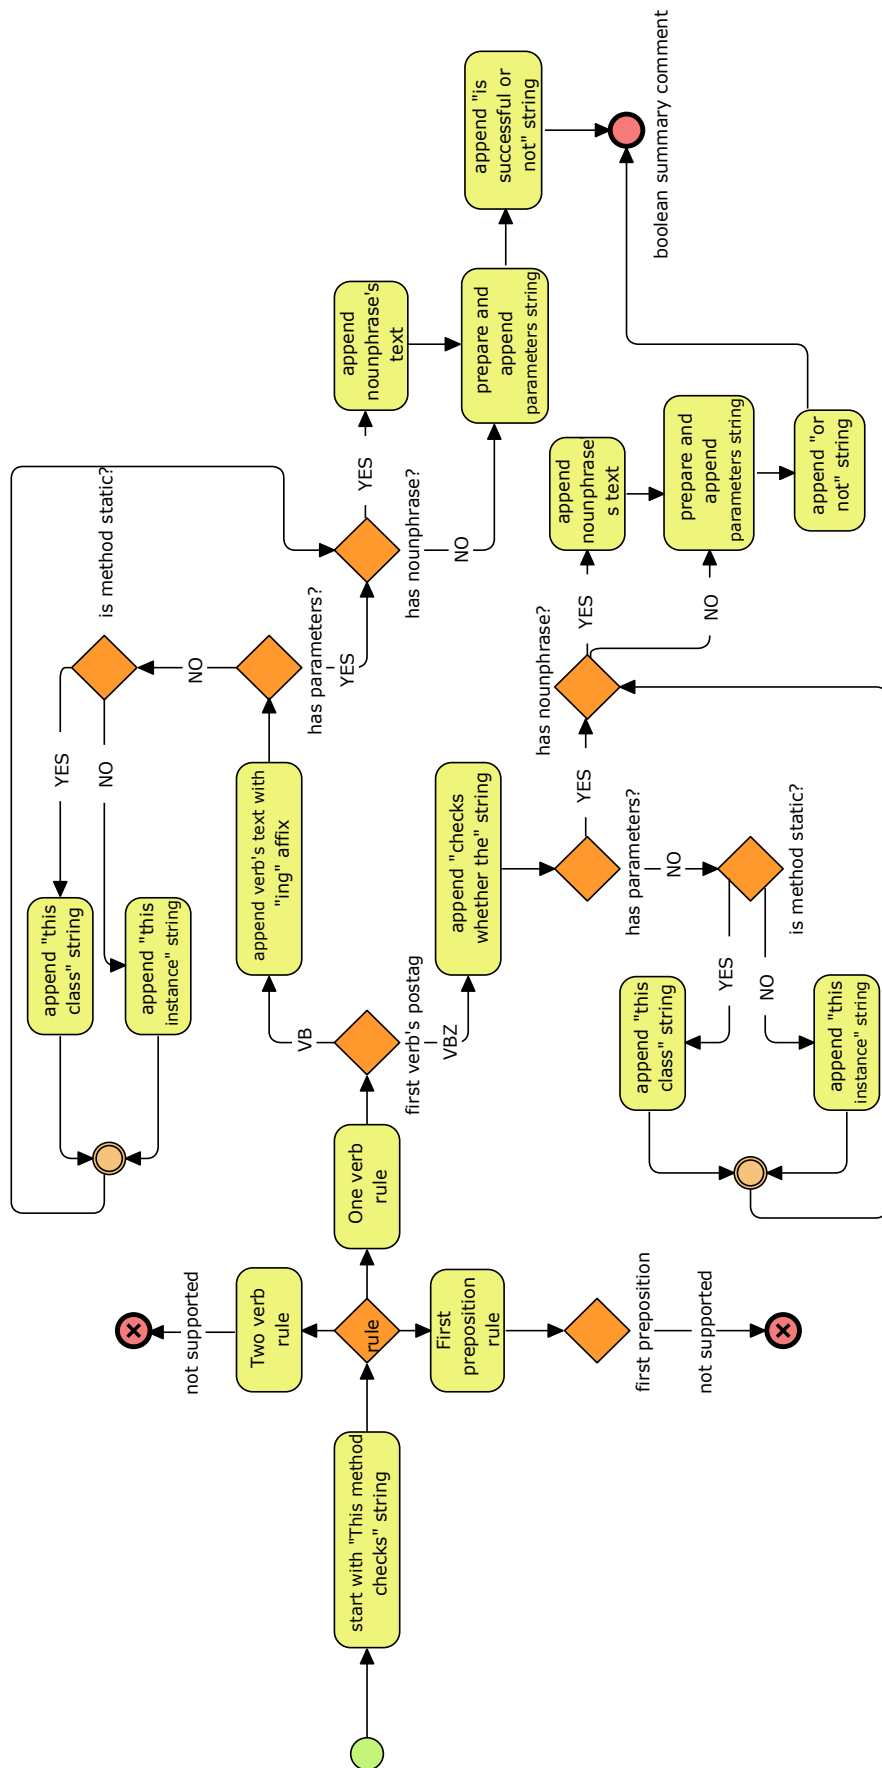 start with "This method
checks" string
rule
Two verb
rule
not supported
First
preposition
rule
first preposition
not supported
One verb
rule
first verb's postag
VB
append verb's text with
"ing" affix
has parameters?
NO
is method static?
YES
append "this
class" string
NO
append "this
instance" string
YES
has nounphrase?
YES
append
nounphrase's
text
NO
prepare and
append
parameters string
append "is
successful or
not" string
VBZ
append "checks
whether the" string
has parameters?
NO
is method static?
YES
append "this
class" string
NO
append "this
instance" string
YES
has nounphrase?
YES
append
nounphrase'
s text
NO
prepare and
append
parameters string
append "or
not" string
boolean summary comment